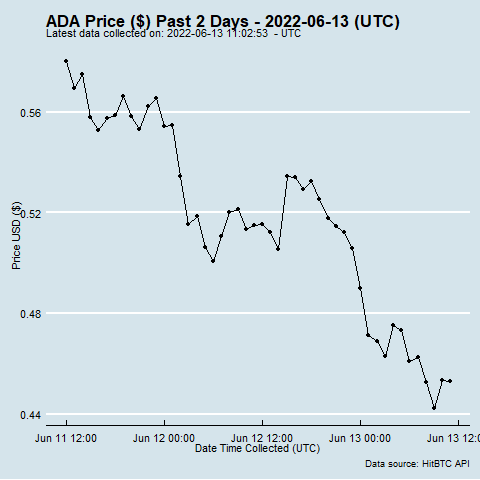 ADA Price ($) Past 2 Days - 2022-06-13 (UTC)
Latest data collected on: 2022-06-13 11:02:53 - UTC
0.56
0.52
0.48
0.44
Price USD ($)
Jun 11 12:00 Jun 12 00:00 Jun 12 12:00 Jun 13 00:00 Jun 13 12:00
Date Time Collected (UTC)
Data source: HitBTC API